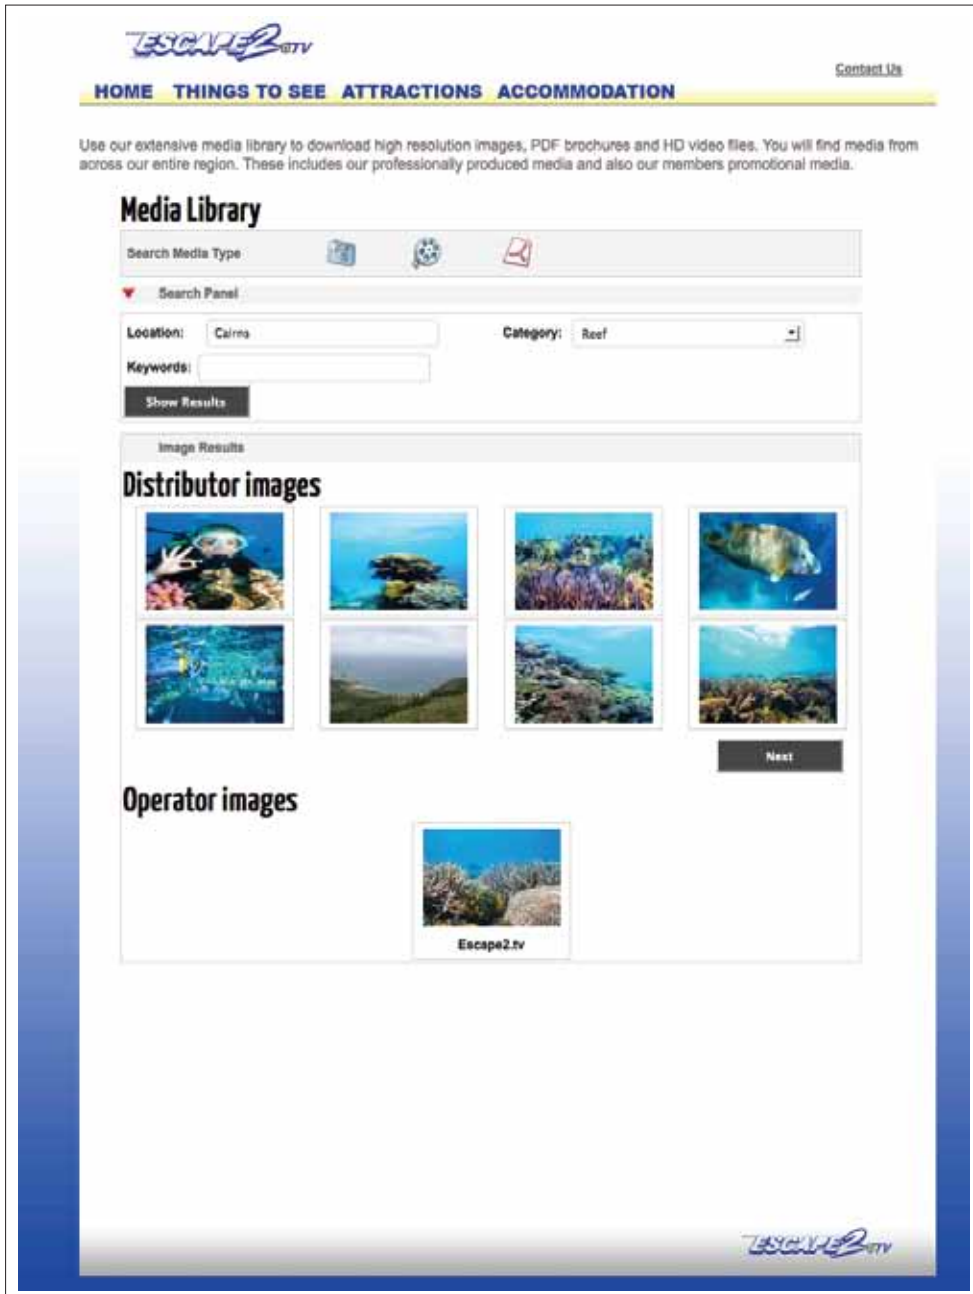 ESCAPE2.TV
Contact Us
HOME THINGS TO SEE ATTRACTIONS ACCOMMODATION
Use our extensive media library to download high resolution images, PDF brochures and HD video files. You will find media from
across our entire region. These includes our professionally produced media and also our members promotional media.
Media Library
Search Media Type
Search Panel
Location: Cairns Category: Reef
Keywords:
Show Results
Image Results
Distributor images
Next
Operator images
Escape2.tv
ESCAPE2.TV